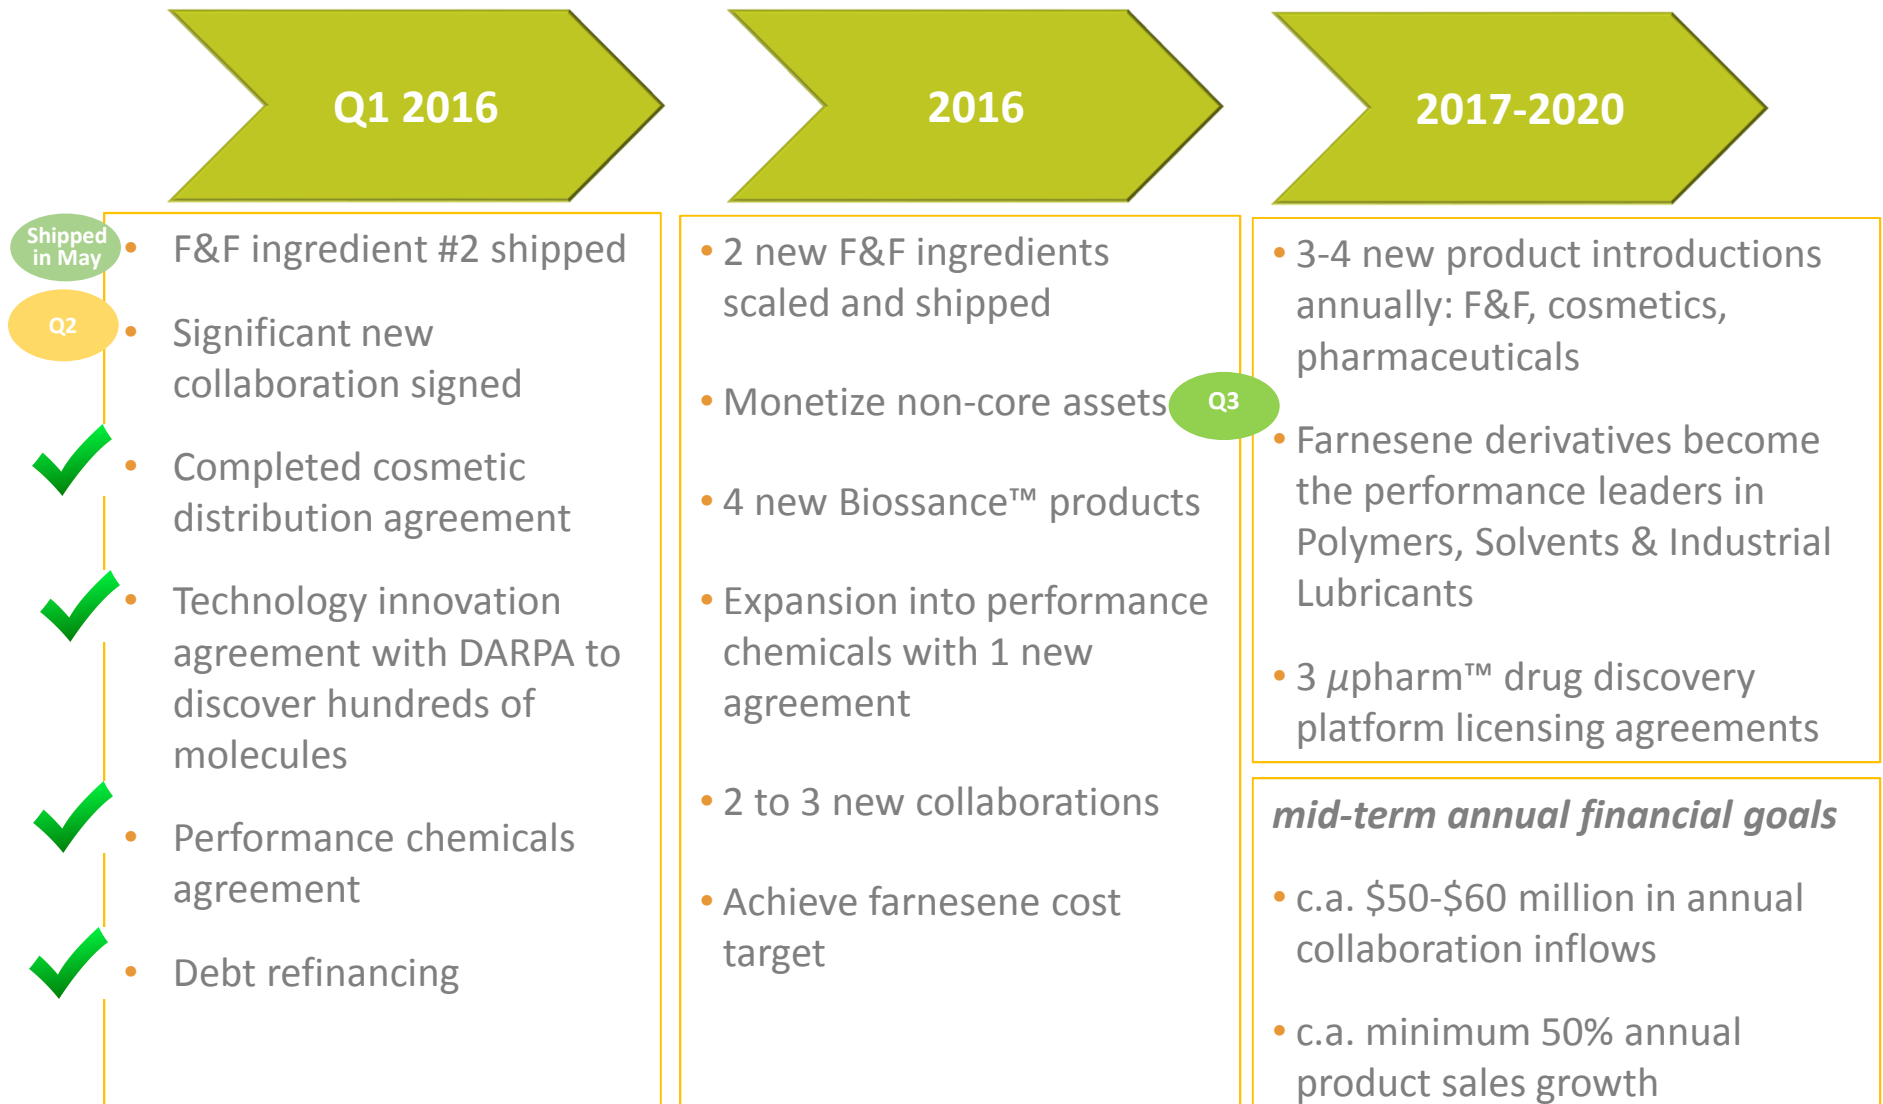 Q1 2016
2016
2017-2020
Shipped
in May
• F&F ingredient #2 shipped
Q2
• Significant new
collaboration signed
• Completed cosmetic
distribution agreement
• Technology innovation
agreement with DARPA to
discover hundreds of
molecules
• Performance chemicals
agreement
• Debt refinancing
• 2 new F&F ingredients
scaled and shipped
• Monetize non-core assets
Q3
• 4 new Biossance™ products
• Expansion into performance
chemicals with 1 new
agreement
• 2 to 3 new collaborations
• Achieve farnesene cost
target
• 3-4 new product introductions
annually: F&F, cosmetics,
pharmaceuticals
• Farnesene derivatives become
the performance leaders in
Polymers, Solvents & Industrial
Lubricants
• 3 μpharm™ drug discovery
platform licensing agreements
mid-term annual financial goals
• c.a. $50-$60 million in annual
collaboration inflows
• c.a. minimum 50% annual
product sales growth